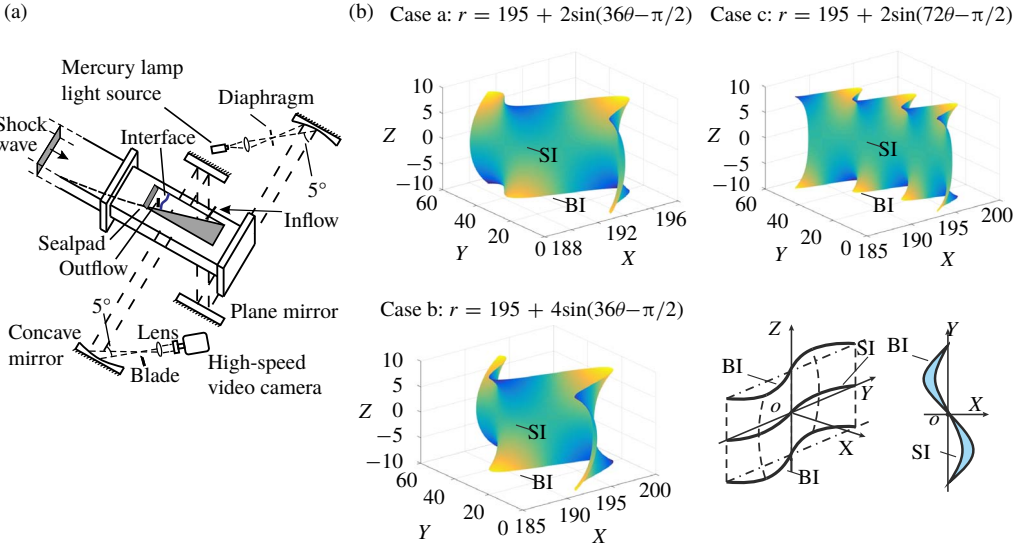 (a)
Mercury lamp
light source
Diaphragm
Shock
wave
Interface
5°
Inflow
Sealpad
Outflow
5°
Plane mirror
Concave
mirror
Lens
High-speed
video camera
Blade
(b)
Case a: r = 195 + 2sin(36θ−π/2)
10
5
Z
0
−5
−10
60
40
20
0
Y
188
192
196
X
SI
BI
Case c: r = 195 + 2sin(72θ−π/2)
10
5
Z
0
−5
−10
60
40
20
0
Y
185
190
195
200
X
SI
BI
Case b: r = 195 + 4sin(36θ−π/2)
10
5
Z
0
−5
−10
60
40
20
0
Y
185
190
195
200
X
SI
BI
Z
SI
BI
o
Y
X
BI
Y
BI
X
o
SI